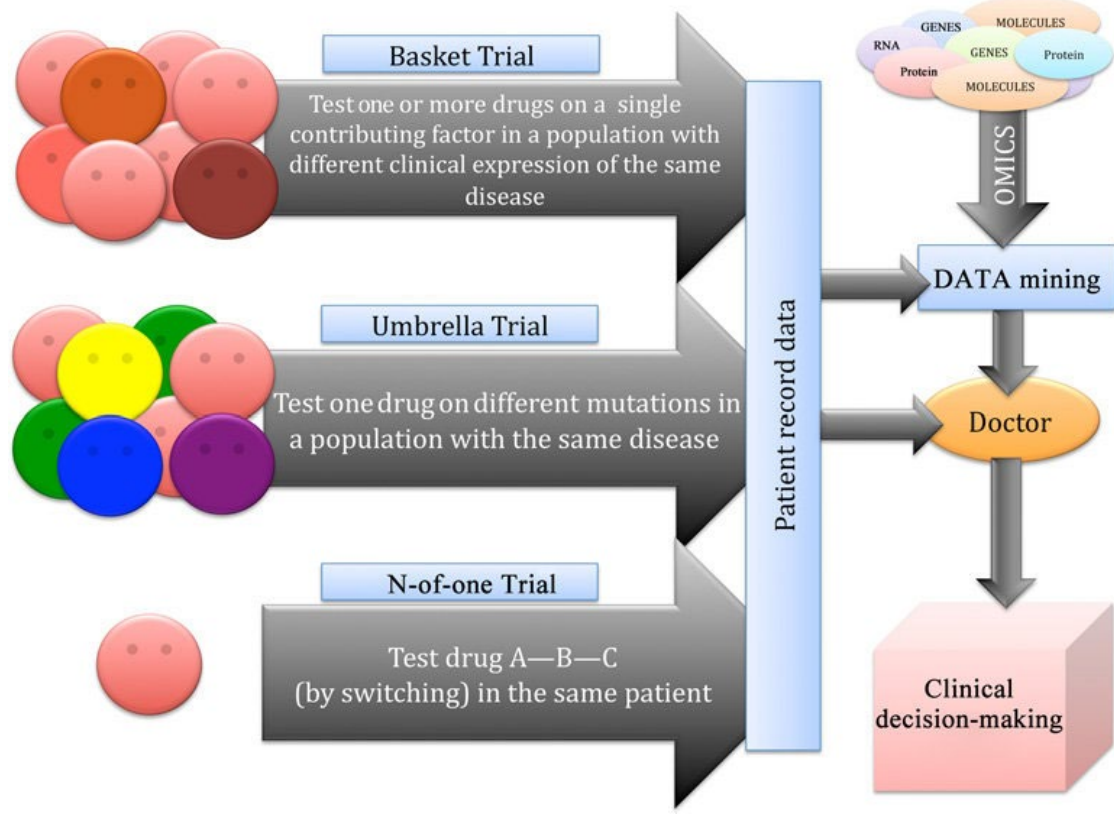 Basket Trial
Test one or more drugs on a single
contributing factor in a population with
different clinical expression of the same
disease
Umbrella Trial
Test one drug on different mutations in
a population with the same disease
N-of-one Trial
Test drug A—B—C
(by switching) in the same patient
Patient record data
MOLECULES
GENES
RNA
GENES
Protein
Protein
MOLECULES
OMICS
DATA mining
Doctor
Clinical
decision-making